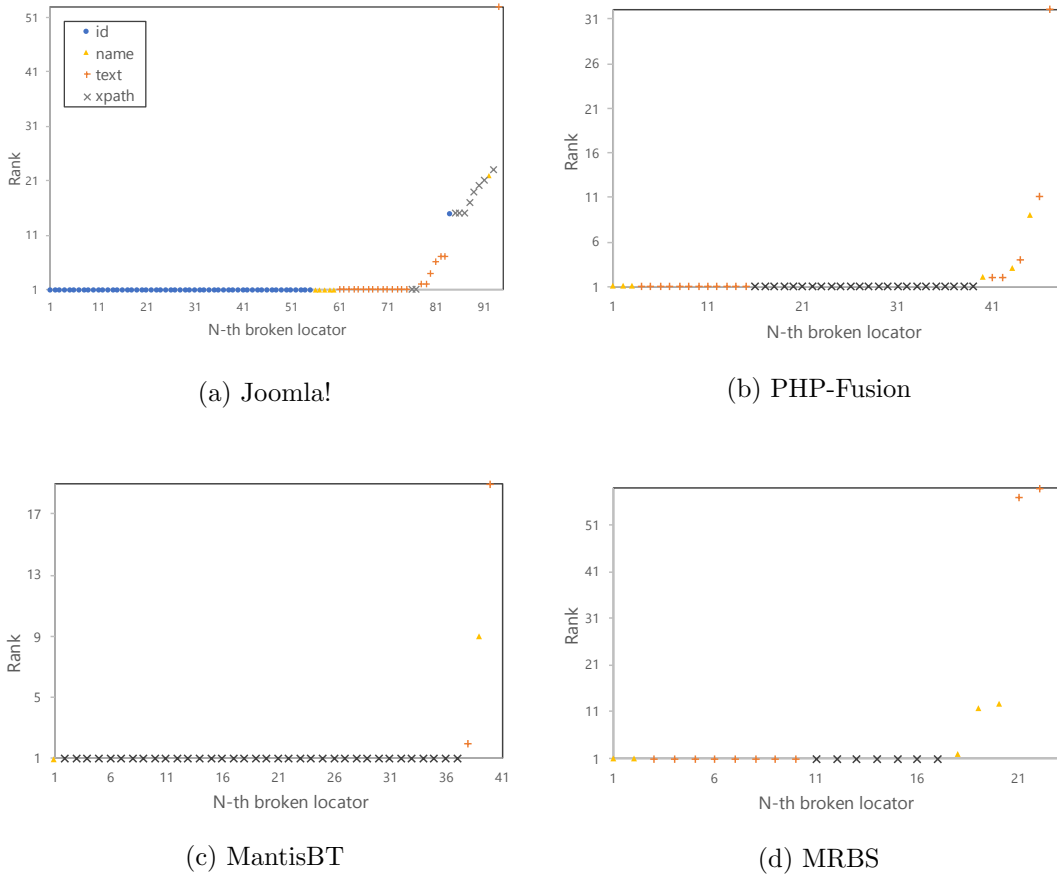 51
41
31
21
11
1
Rank
id
name
text
xpath
1 11 21 31 41 51 61 71 81 91
N-th broken locator
(a) Joomla!
31
26
21
16
11
6
1
Rank
1 11 21 31 41
N-th broken locator
(b) PHP-Fusion
17
13
9
5
1
Rank
1 6 11 16 21 26 31 36 41
N-th broken locator
(c) MantisBT
51
41
31
21
11
1
Rank
1 6 11 16 21
N-th broken locator
(d) MRBS